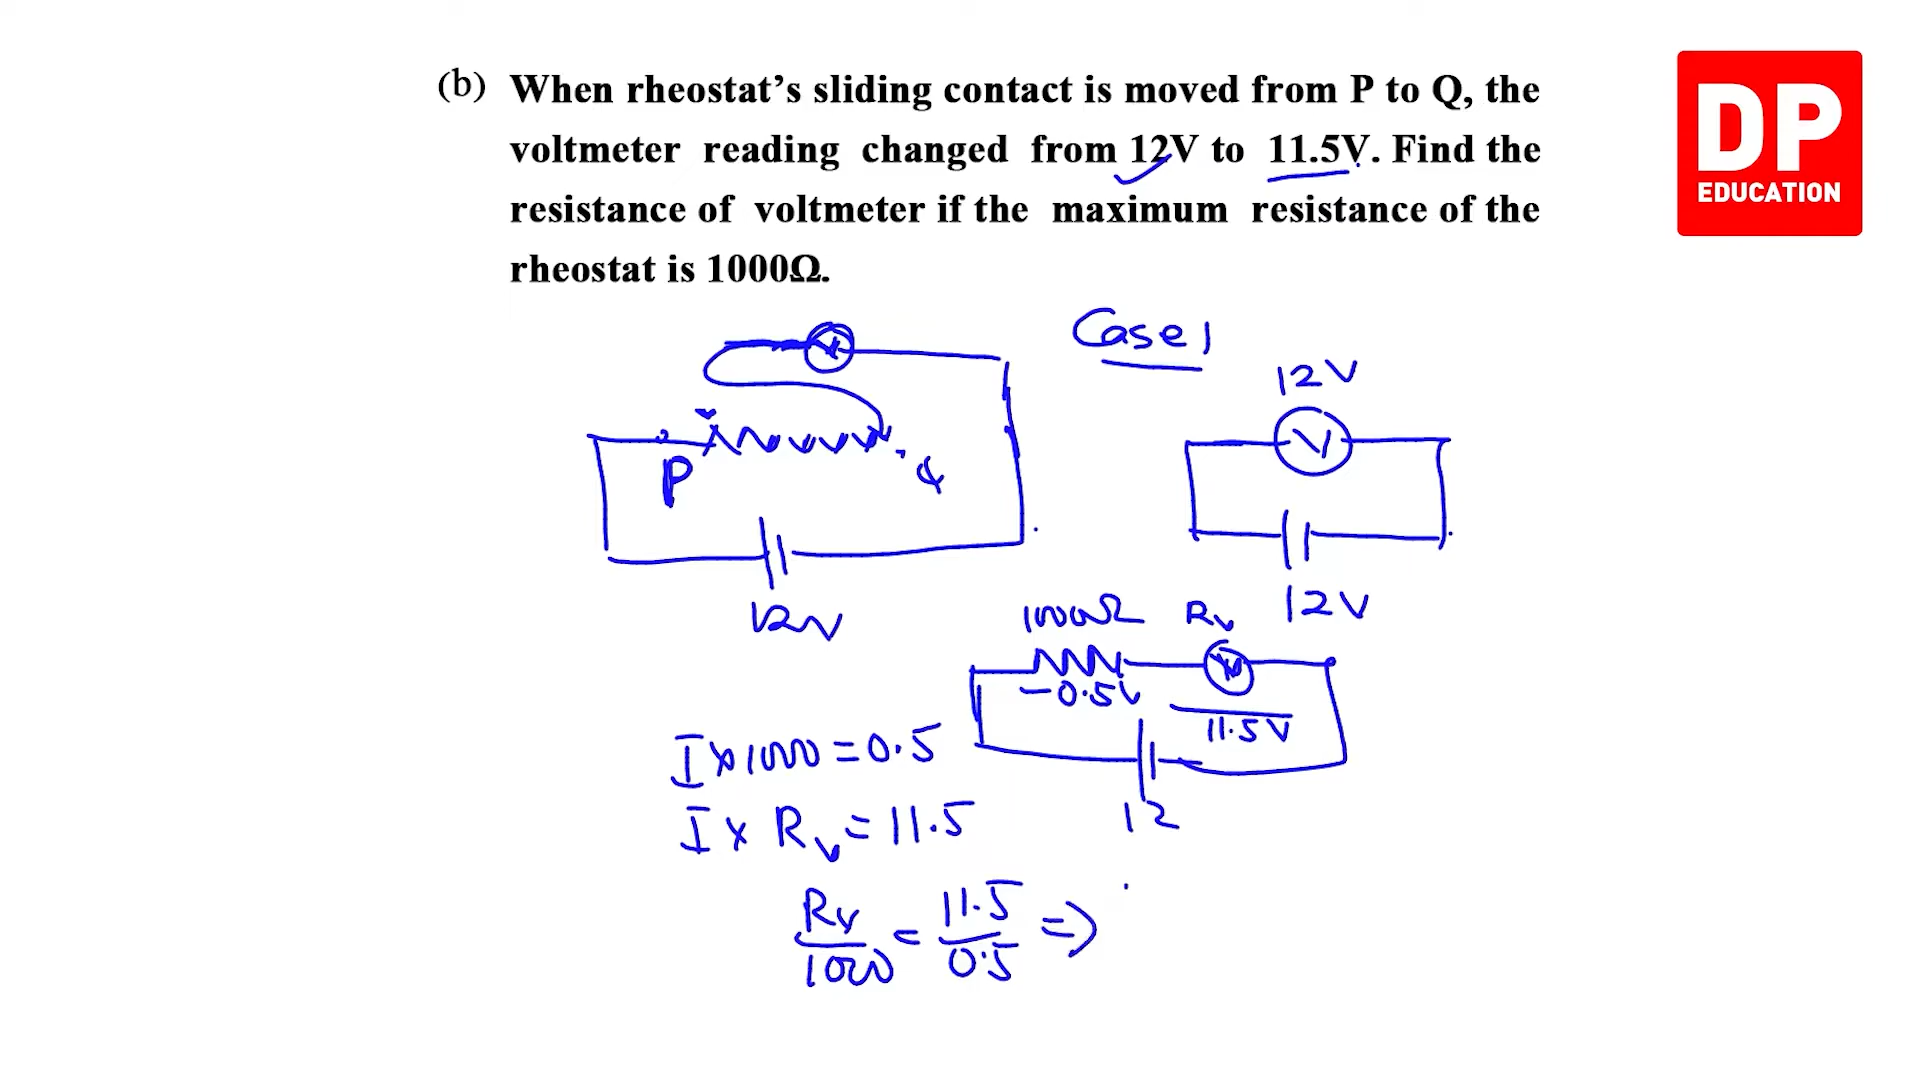 DP
EDUCATION
(b) When rheostat's sliding contact is moved from P to Q, the
voltmeter reading changed from 12V to 11.5V. Find the
resistance of voltmeter if the maximum resistance of the
rheostat is 1000Ω.
Case 1
V
12V
V
P
Q
12V
12V
1000Ω Rv
V
-0.5V
11.5V
12
I×1000=0.5
I×Rv=11.5
Rv/1000 = 11.5/0.5 ⇒